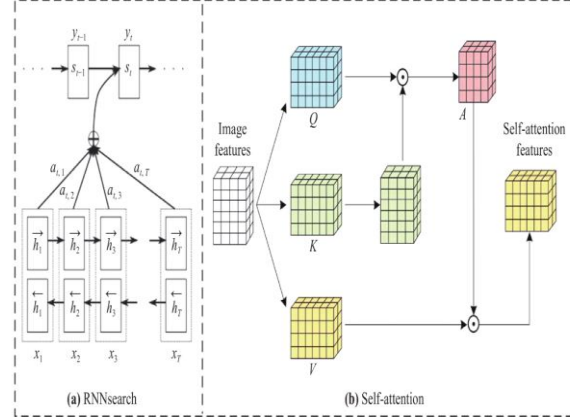 y_{t-1} y_t
s_{t-1} s_t
a_{t,1} a_{t,2} a_{t,3} a_{t,T}
h_1 h_2 h_3 h_T
h_1 h_2 h_3 h_T
x_1 x_2 x_3 x_T
(a) RNNsearch
Image
features
Q
K
V
A
Self-attention
features
(b) Self-attention